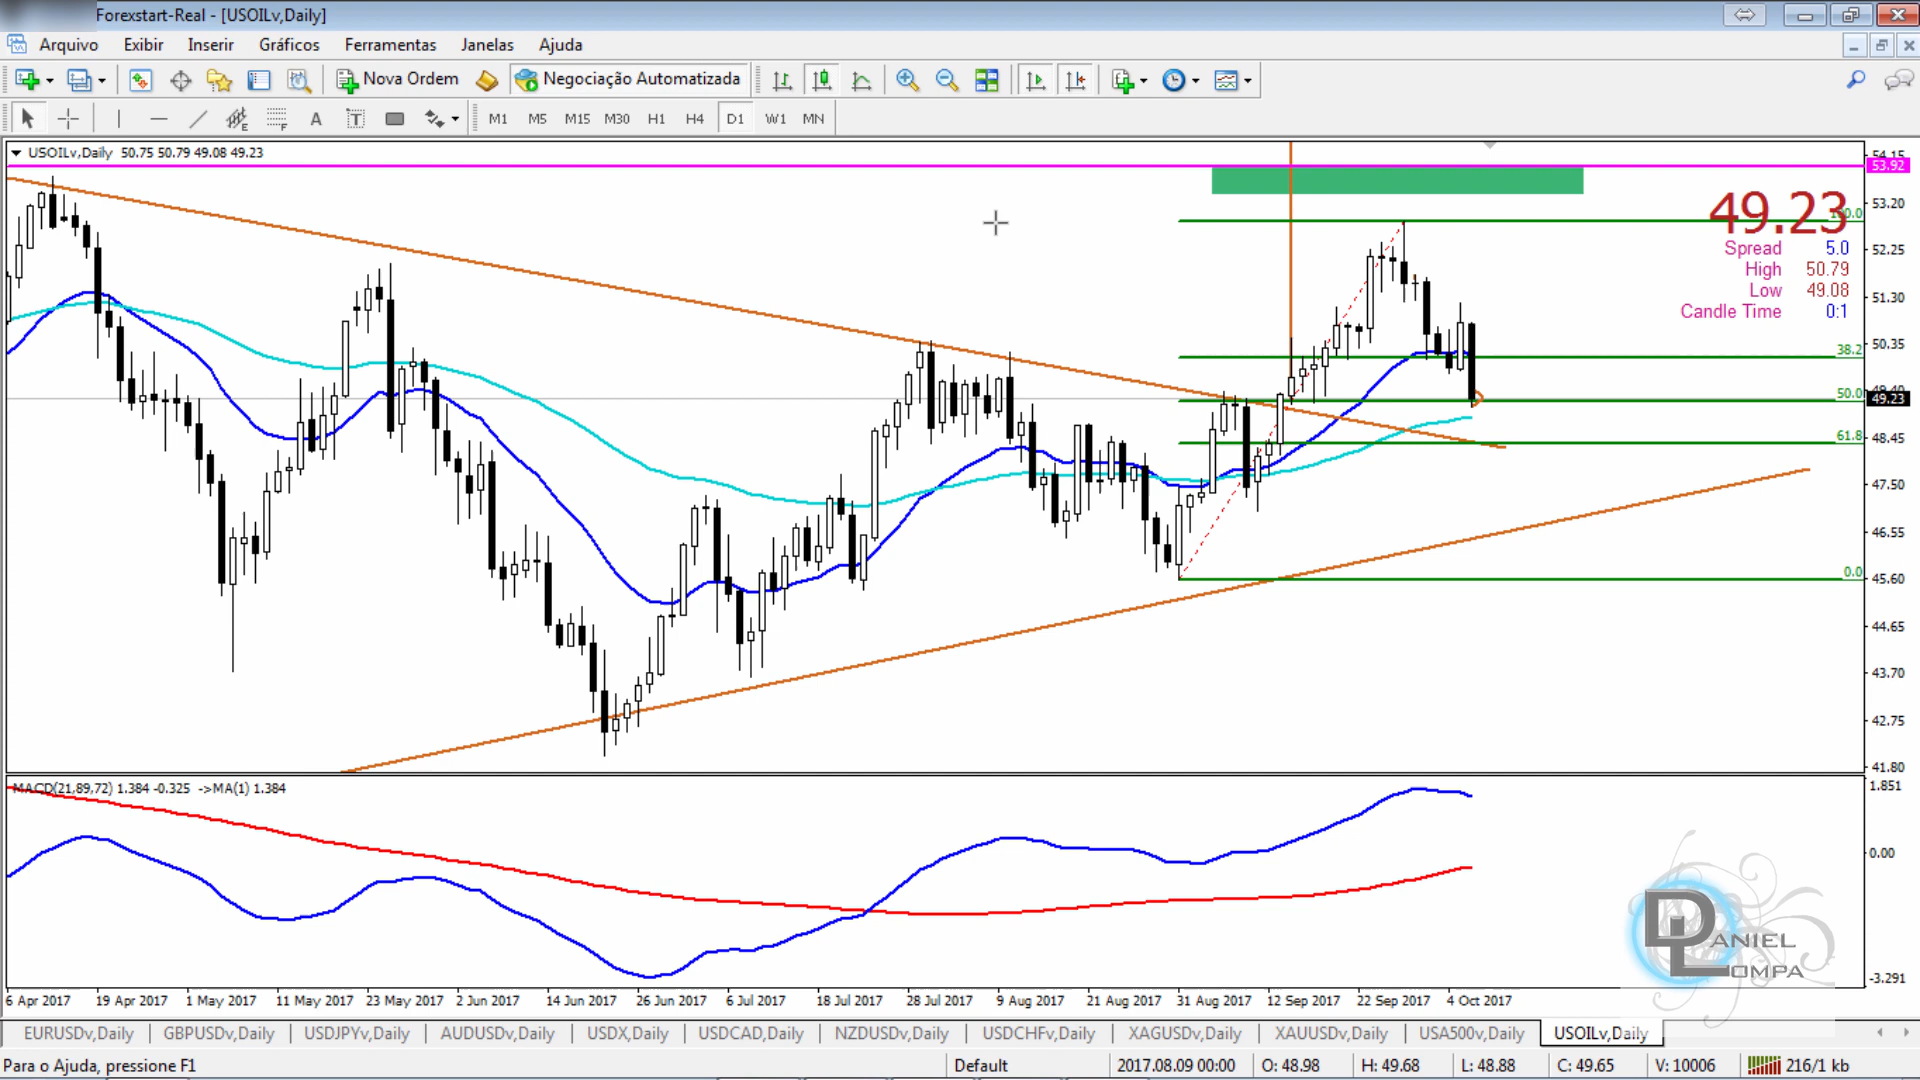 Forexstart-Real - [USOILv,Daily]
Arquivo Exibir Inserir Gráficos Ferramentas Janelas Ajuda
Nova Ordem Negociação Automatizada
E F A T M1 M5 M15 M30 H1 H4 D1 W1 MN
USOILv,Daily 50.75 50.79 49.08 49.23
54.15
53.92
49.23
100.0
53.20
Spread 5.0
52.25
High 50.79
Low 49.08
51.30
Candle Time 0:1
50.35
38.2
49.40
50.0
49.23
61.8
48.45
47.50
46.55
0.0
45.60
44.65
43.70
42.75
41.80
MACD(21,89,72) 1.384 -0.325 ->MA(1) 1.384
1.851
0.00
DANIEL
LOMPA
-3.291
6 Apr 2017 19 Apr 2017 1 May 2017 11 May 2017 23 May 2017 2 Jun 2017 14 Jun 2017 26 Jun 2017 6 Jul 2017 18 Jul 2017 28 Jul 2017 9 Aug 2017 21 Aug 2017 31 Aug 2017 12 Sep 2017 22 Sep 2017 4 Oct 2017
EURUSDv,Daily GBPUSDv,Daily USDJPYv,Daily AUDUSDv,Daily USDX,Daily USDCAD,Daily NZDUSDv,Daily USDCHFv,Daily XAGUSDv,Daily XAUUSDv,Daily USA500v,Daily USOILv,Daily
Para o Ajuda, pressione F1 Default 2017.08.09 00:00 O: 48.98 H: 49.68 L: 48.88 C: 49.65 V: 10006 216/1 kb